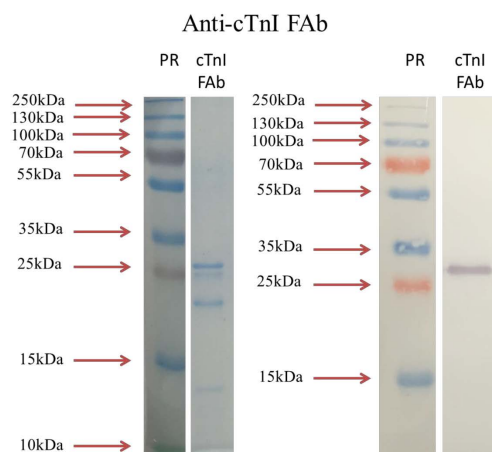 Anti-cTnI FAb
PR
cTnI
FAb
250kDa
130kDa
100kDa
70kDa
55kDa
35kDa
25kDa
15kDa
10kDa
PR
cTnI
FAb
250kDa
130kDa
100kDa
70kDa
55kDa
35kDa
25kDa
15kDa